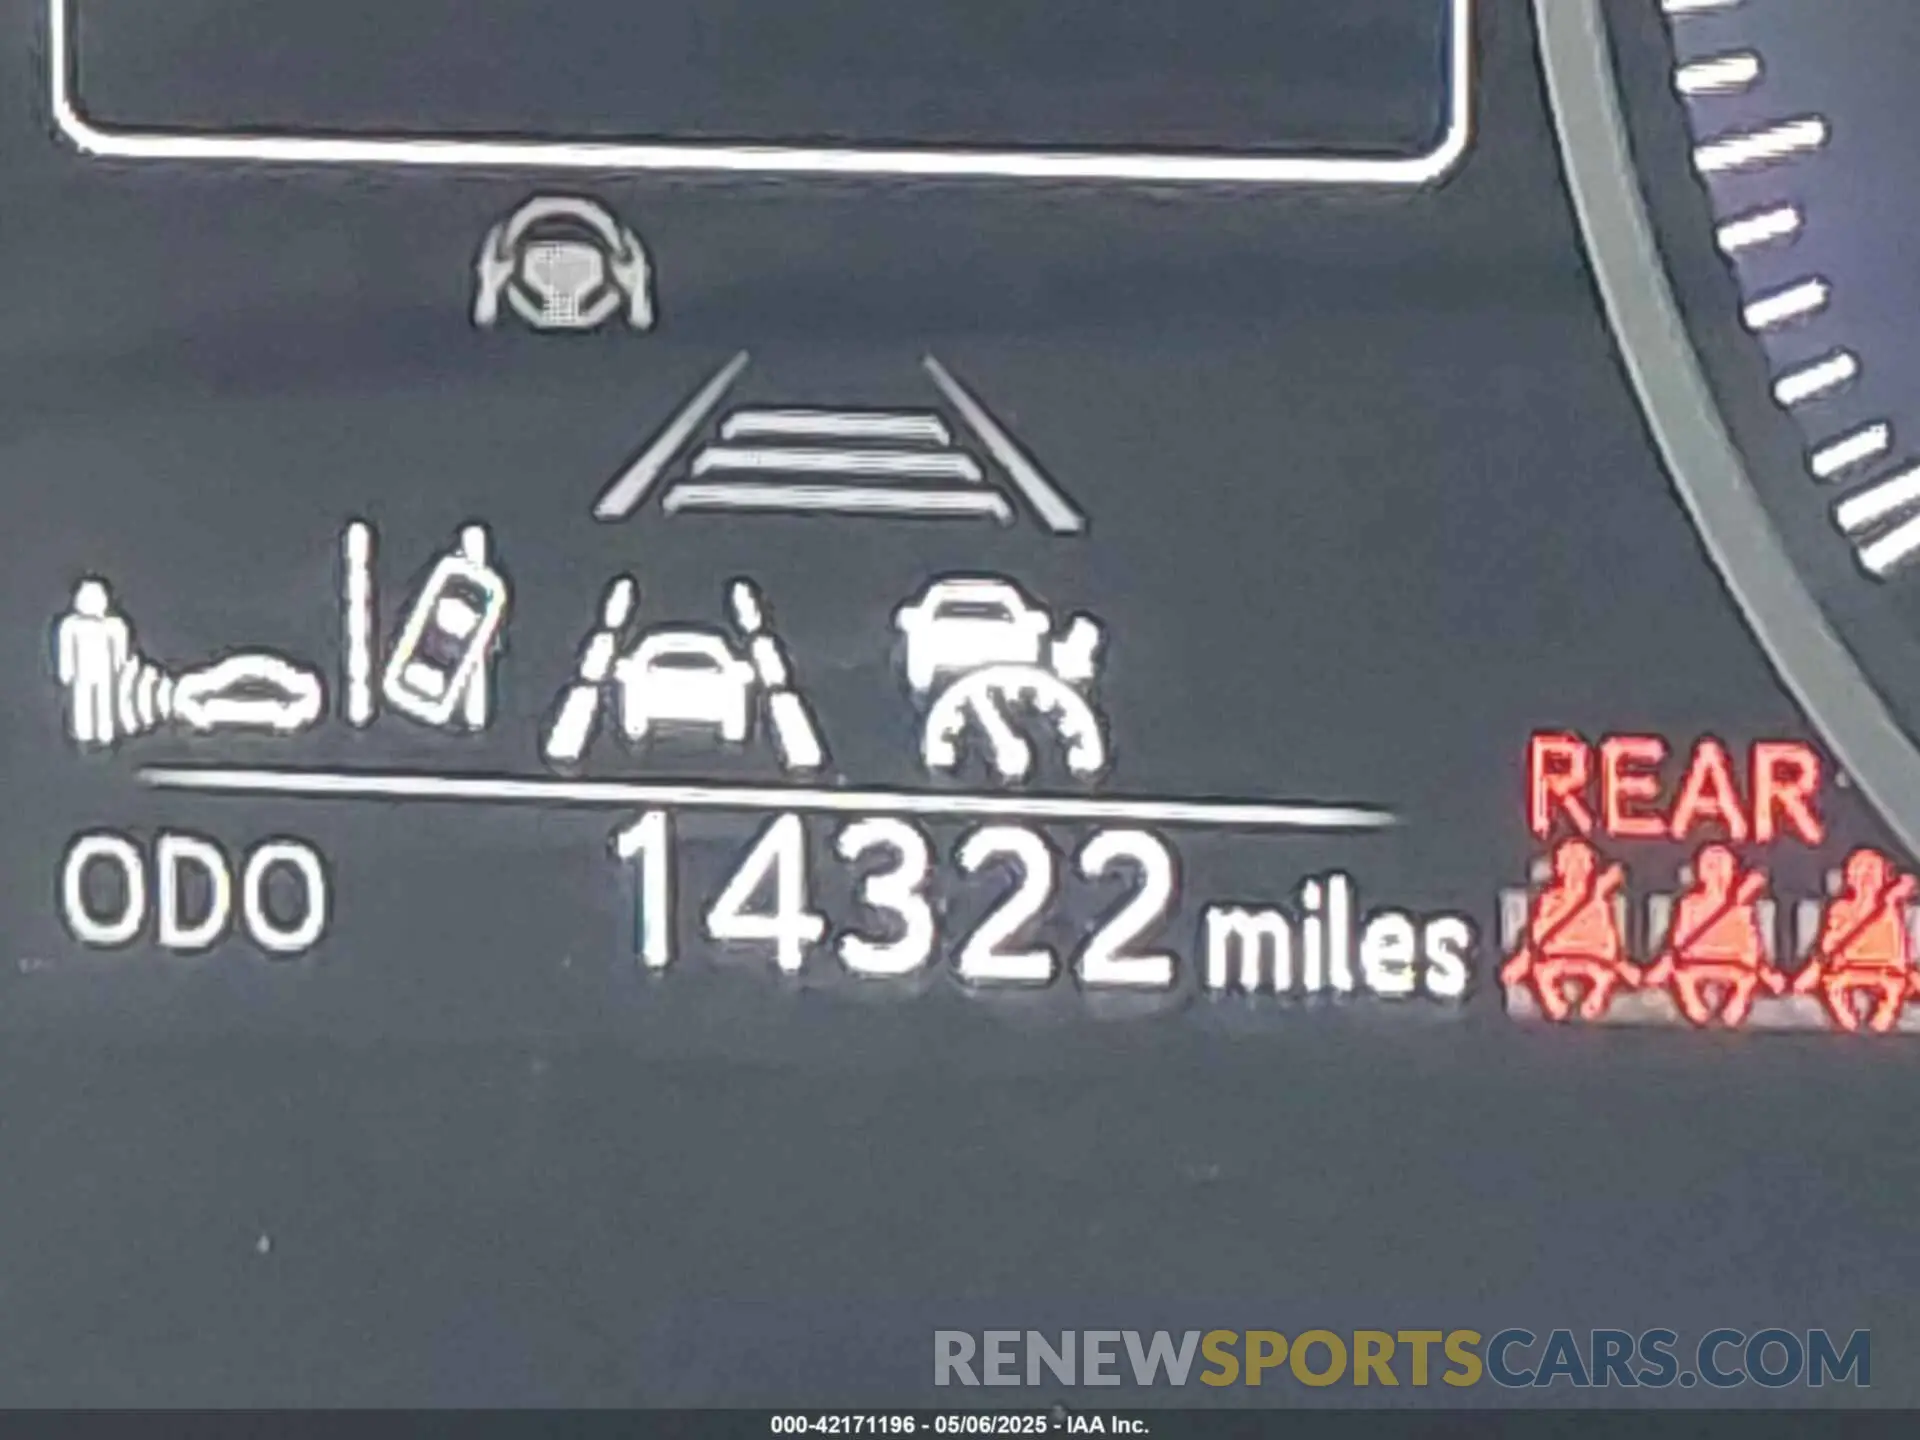 REAR
ODO 14322 miles
RENEWSPORTSCARS.COM
000-42171196 - 05/06/2025 - IAA Inc.